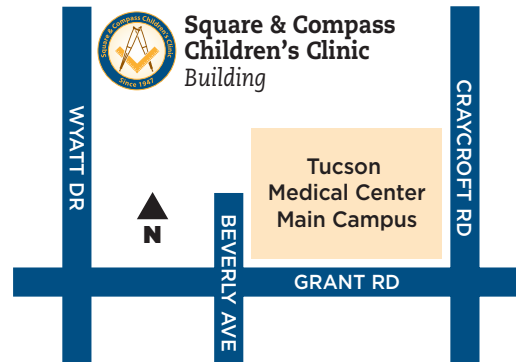 Square & Compass Children's Clinic
Since 1947
Square & Compass
Children's Clinic
Building
WYATT DR
CRAYCROFT RD
Tucson
Medical Center
Main Campus
N
BEVERLY AVE
GRANT RD